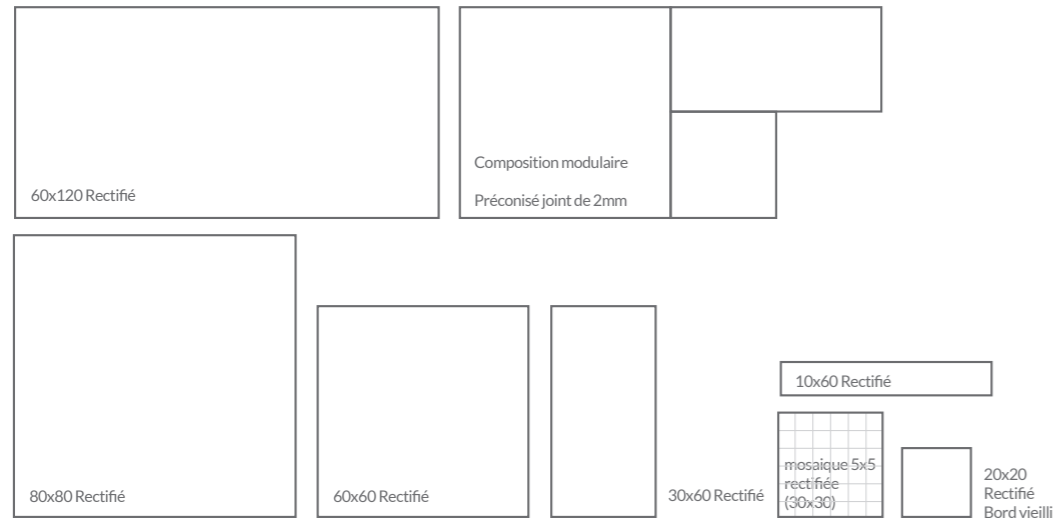 60x120 Rectifié
Composition modulaire
Préconisé joint de 2mm
80x80 Rectifié
60x60 Rectifié
30x60 Rectifié
10x60 Rectifié
mosaique 5x5
rectifiée
(30x30)
20x20
Rectifié
Bord vieilli